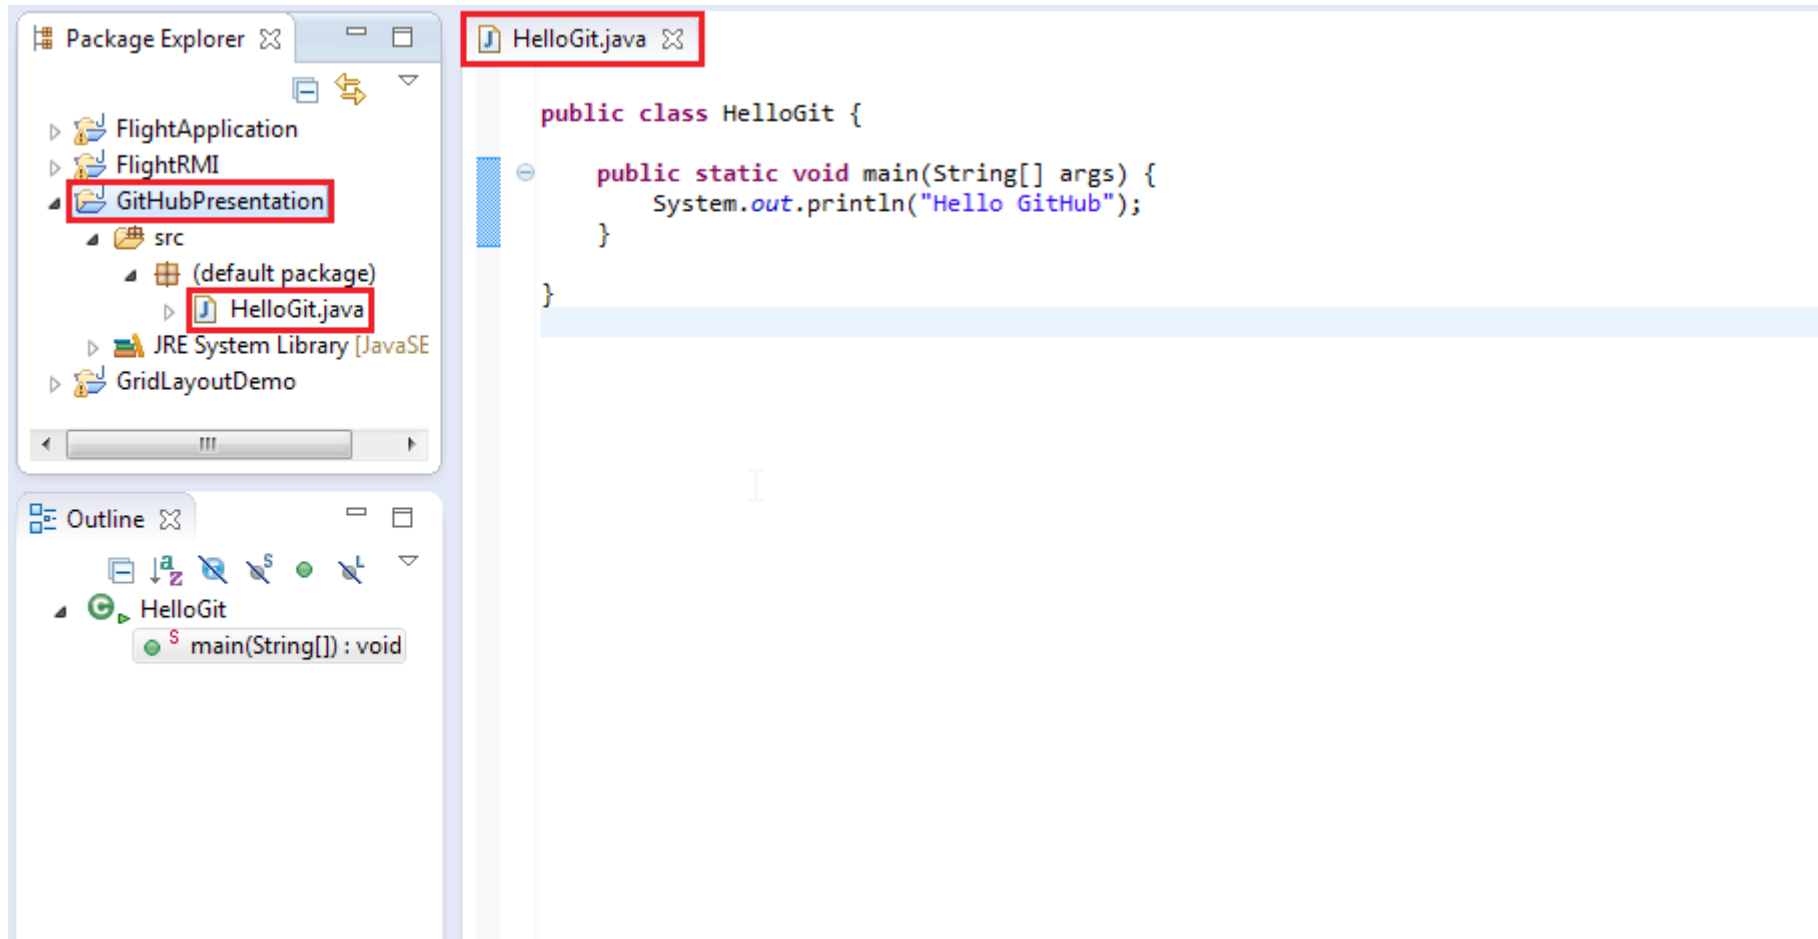 Package Explorer
FlightApplication
FlightRMI
GitHubPresentation
src
(default package)
HelloGit.java
JRE System Library [JavaSE
GridLayoutDemo
Outline
HelloGit
main(String[]) : void
HelloGit.java
public class HelloGit {
public static void main(String[] args) {
System.out.println("Hello GitHub");
}
}